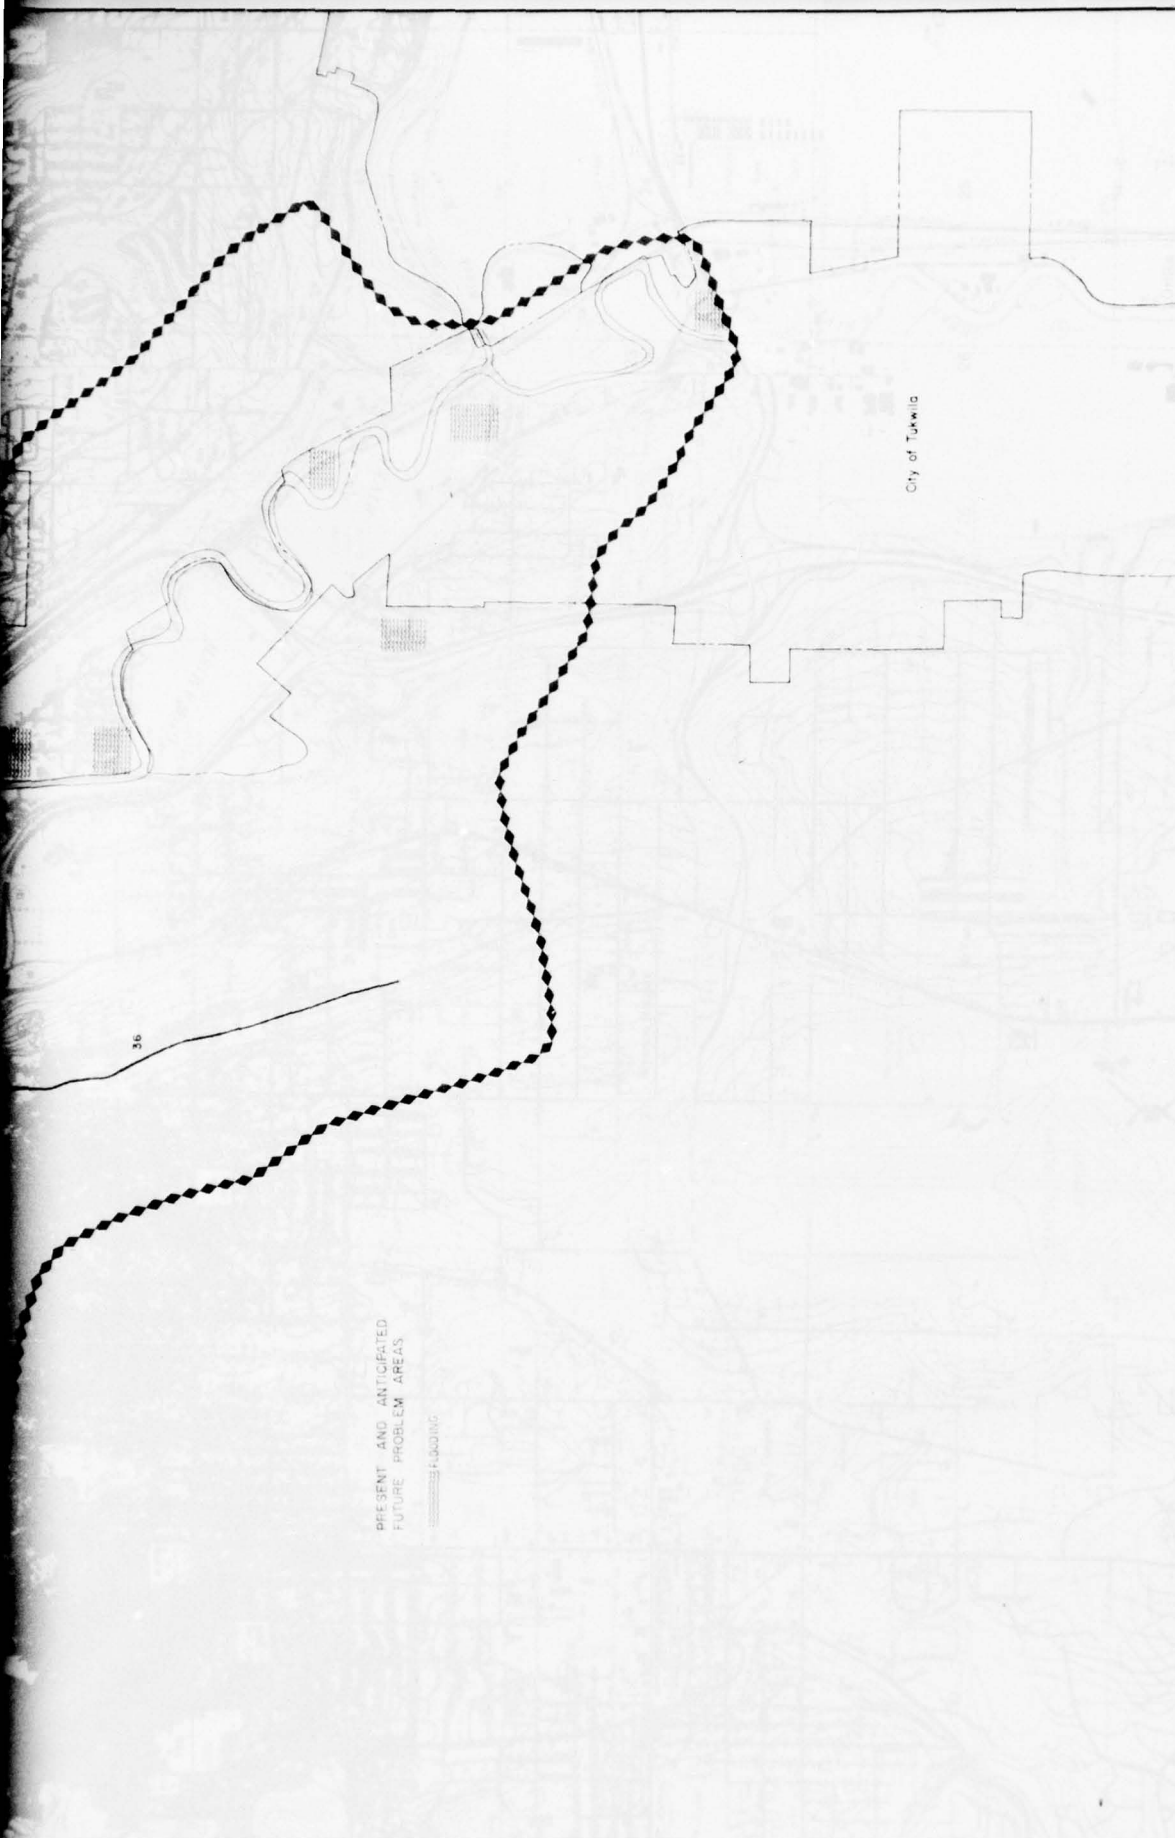 City of Tukwila
36
PRESENT AND ANTICIPATED
FUTURE PROBLEM AREAS
FLOODING